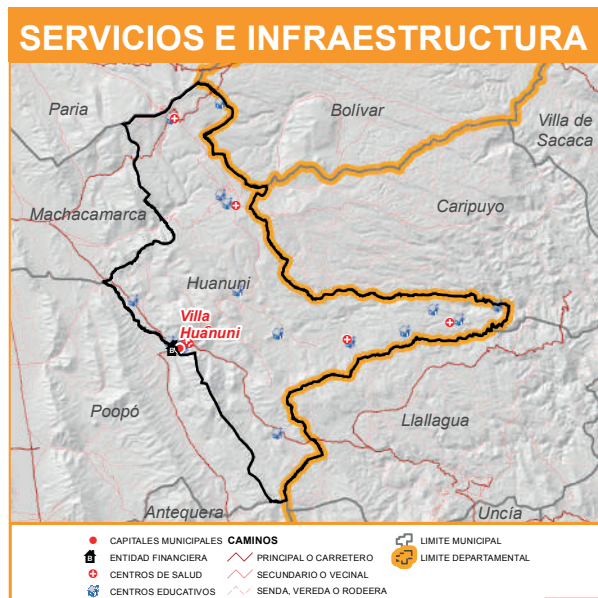 SERVICIOS E INFRAESTRUCTURA
Paria
Bolívar
Villa de
Sacaca
Machacamarca
Caripuyo
Huanuni
Villa
Huanuni
B
Poopó
Llallagua
Antequera
Uncía
CAPITALES MUNICIPALES
ENTIDAD FINANCIERA
CENTROS DE SALUD
CENTROS EDUCATIVOS
CAMINOS
PRINCIPAL O CARRETERO
SECUNDARIO O VECINAL
SENDA, VEREDA O RODEERA
LIMITE MUNICIPAL
LIMITE DEPARTAMENTAL